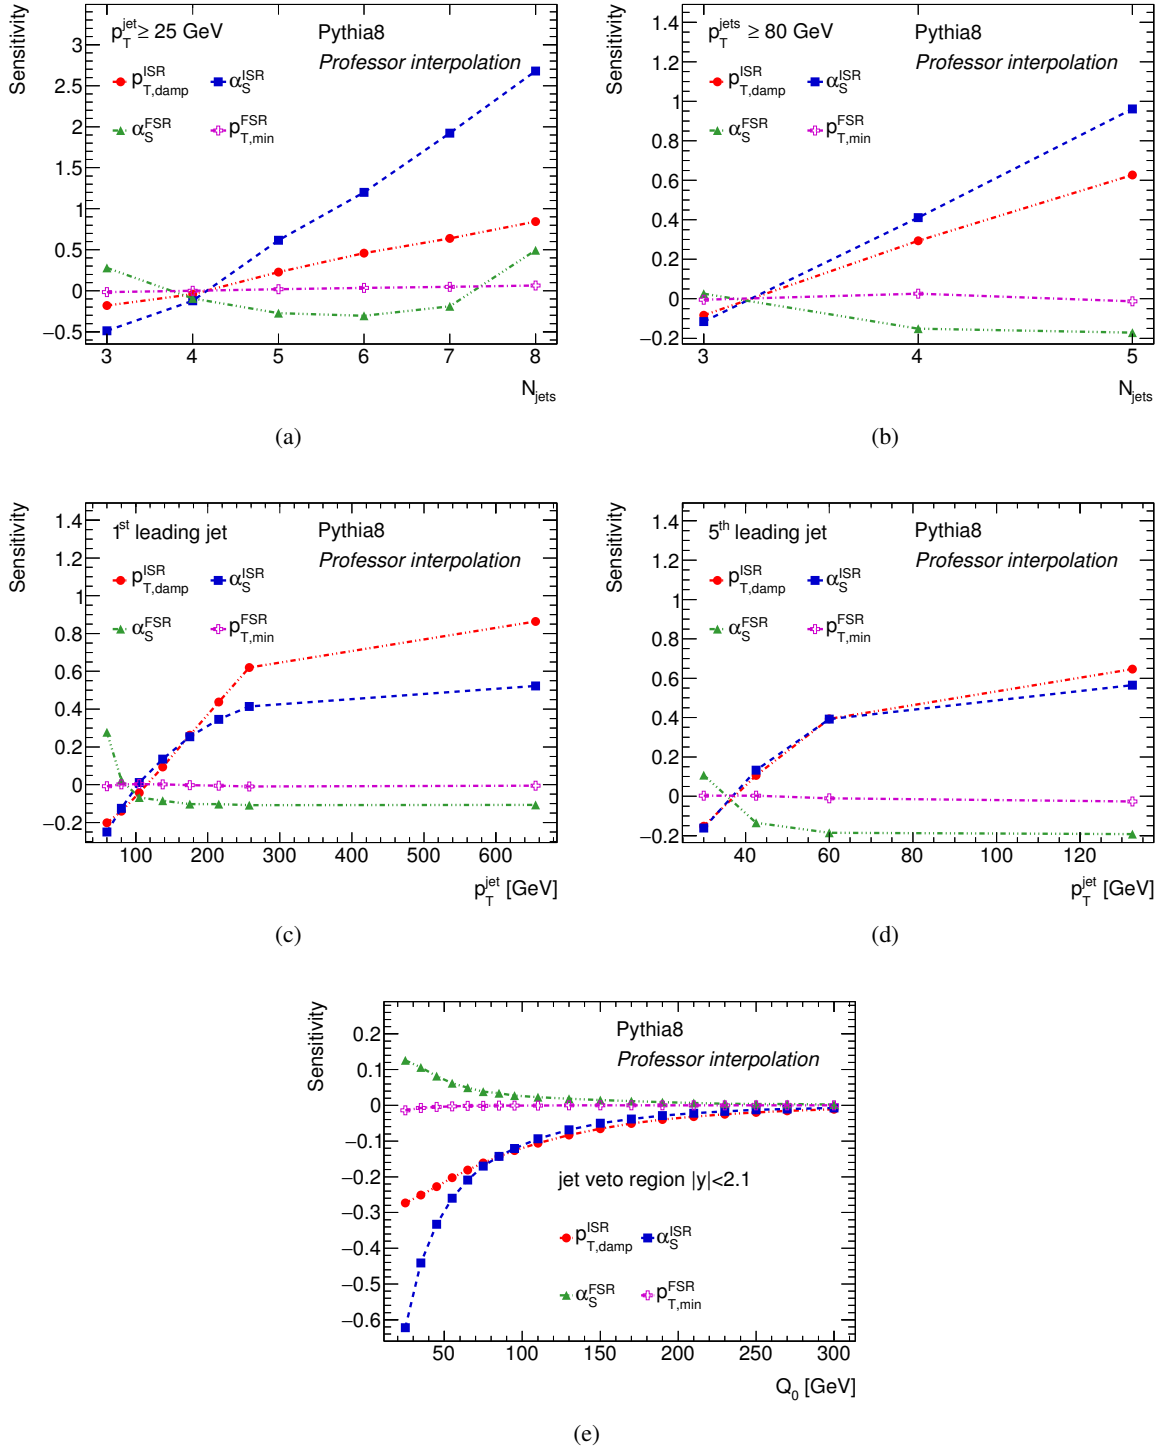 p_T^jet ≥ 25 GeV
Pythia8
Professor interpolation
p_T,damp^ISR
α_S^ISR
α_S^FSR
p_T,min^FSR
Sensitivity
3
2.5
2
1.5
1
0.5
0
−0.5
3 4 5 6 7 8
N_jets
(a)
p_T^jets ≥ 80 GeV
Pythia8
Professor interpolation
p_T,damp^ISR
α_S^ISR
α_S^FSR
p_T,min^FSR
Sensitivity
1.4
1.2
1
0.8
0.6
0.4
0.2
0
−0.2
3 4 5
N_jets
(b)
1st leading jet
Pythia8
Professor interpolation
p_T,damp^ISR
α_S^ISR
α_S^FSR
p_T,min^FSR
Sensitivity
1.4
1.2
1
0.8
0.6
0.4
0.2
0
−0.2
100 200 300 400 500 600
p_T^jet [GeV]
(c)
5th leading jet
Pythia8
Professor interpolation
p_T,damp^ISR
α_S^ISR
α_S^FSR
p_T,min^FSR
Sensitivity
1.4
1.2
1
0.8
0.6
0.4
0.2
0
−0.2
40 60 80 100 120
p_T^jet [GeV]
(d)
Pythia8
Professor interpolation
jet veto region |y|<2.1
p_T,damp^ISR
α_S^ISR
α_S^FSR
p_T,min^FSR
Sensitivity
0.2
0.1
0
−0.1
−0.2
−0.3
−0.4
−0.5
−0.6
50 100 150 200 250 300
Q_0 [GeV]
(e)